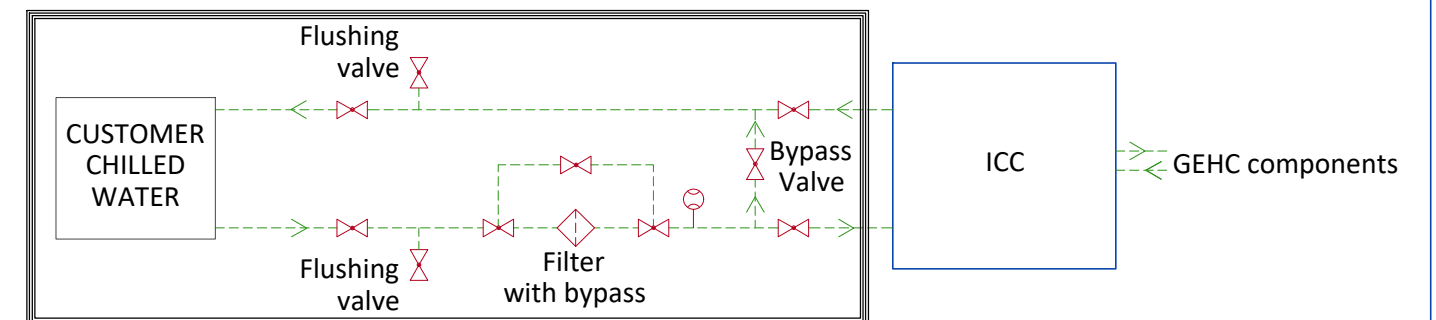 Flushing
valve
CUSTOMER
CHILLED
WATER
Bypass
Valve
ICC
GEHC components
Flushing
valve
Filter
with bypass